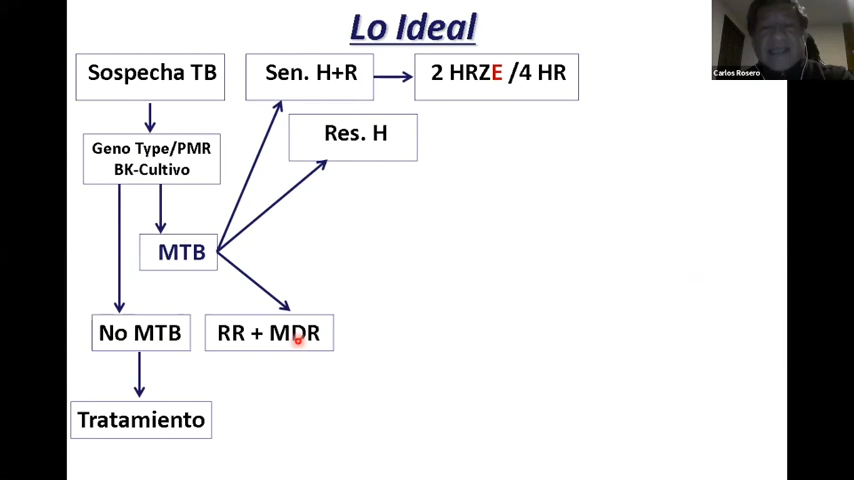 Lo Ideal
Sospecha TB
Sen. H+R
2 HRZE /4 HR
Carlos Rosero
Res. H
Geno Type/PMR
BK-Cultivo
MTB
No MTB
RR + MDR
Tratamiento